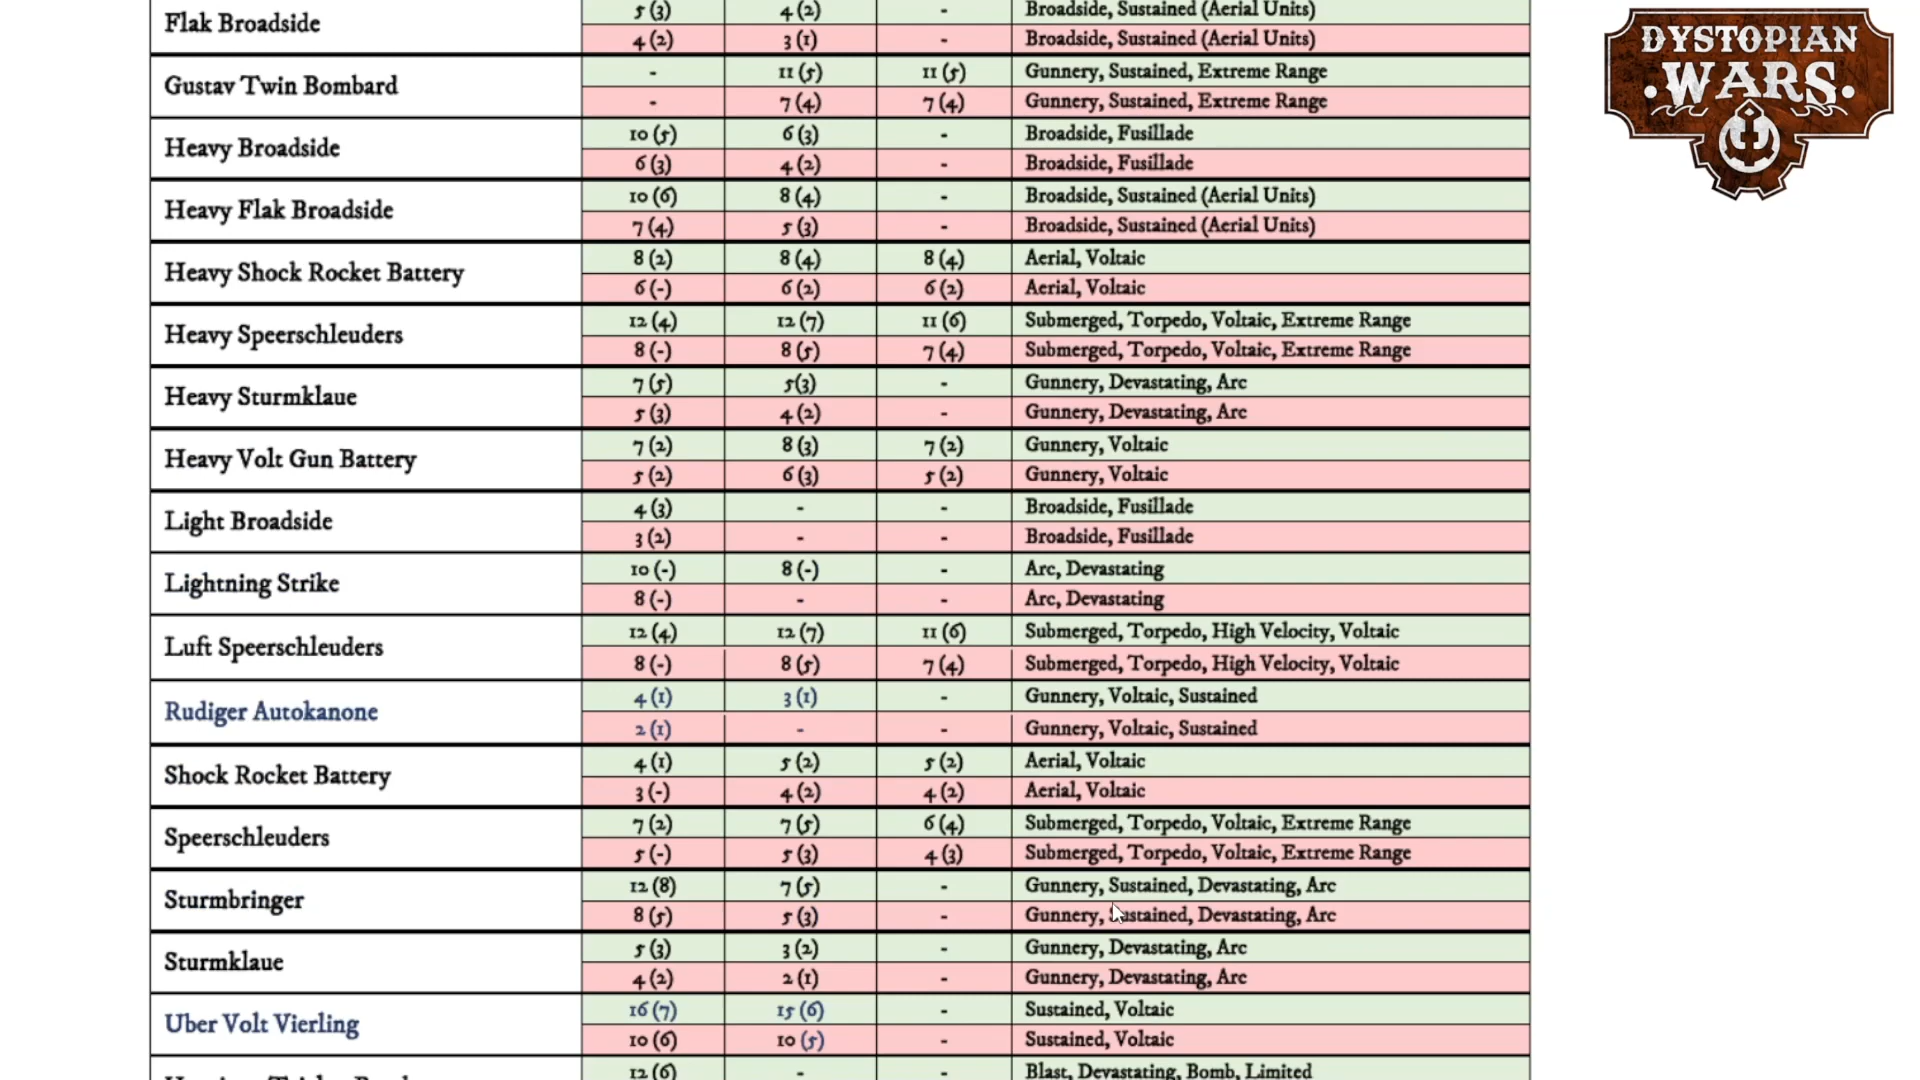 Flak Broadside
5 (3) 4 (2) - Broadside, Sustained (Aerial Units)
4 (2) 3 (1) - Broadside, Sustained (Aerial Units)
Gustav Twin Bombard
- 11 (5) 11 (5) Gunnery, Sustained, Extreme Range
- 7 (4) 7 (4) Gunnery, Sustained, Extreme Range
Heavy Broadside
10 (5) 6 (3) - Broadside, Fusillade
6 (3) 4 (2) - Broadside, Fusillade
Heavy Flak Broadside
10 (6) 8 (4) - Broadside, Sustained (Aerial Units)
7 (4) 5 (3) - Broadside, Sustained (Aerial Units)
Heavy Shock Rocket Battery
8 (2) 8 (4) 8 (4) Aerial, Voltaic
6 (-) 6 (2) 6 (2) Aerial, Voltaic
Heavy Speerschleuders
12 (4) 12 (7) 11 (6) Submerged, Torpedo, Voltaic, Extreme Range
8 (-) 8 (5) 7 (4) Submerged, Torpedo, Voltaic, Extreme Range
Heavy Sturmklaue
7 (5) 5(3) - Gunnery, Devastating, Arc
5 (3) 4 (2) - Gunnery, Devastating, Arc
Heavy Volt Gun Battery
7 (2) 8 (3) 7 (2) Gunnery, Voltaic
5 (2) 6 (3) 5 (2) Gunnery, Voltaic
Light Broadside
4 (3) - - Broadside, Fusillade
3 (2) - - Broadside, Fusillade
Lightning Strike
10 (-) 8 (-) - Arc, Devastating
8 (-) - - Arc, Devastating
Luft Speerschleuders
12 (4) 12 (7) 11 (6) Submerged, Torpedo, High Velocity, Voltaic
8 (-) 8 (5) 7 (4) Submerged, Torpedo, High Velocity, Voltaic
Rudiger Autokanone
4 (1) 3 (1) - Gunnery, Voltaic, Sustained
2 (1) - - Gunnery, Voltaic, Sustained
Shock Rocket Battery
4 (1) 5 (2) 5 (2) Aerial, Voltaic
3 (-) 4 (2) 4 (2) Aerial, Voltaic
Speerschleuders
7 (2) 7 (5) 6 (4) Submerged, Torpedo, Voltaic, Extreme Range
5 (-) 5 (3) 4 (3) Submerged, Torpedo, Voltaic, Extreme Range
Sturmbringer
12 (8) 7 (5) - Gunnery, Sustained, Devastating, Arc
8 (5) 5 (3) - Gunnery, Sustained, Devastating, Arc
Sturmklaue
5 (3) 3 (2) - Gunnery, Devastating, Arc
4 (2) 2 (1) - Gunnery, Devastating, Arc
Uber Volt Vierling
16 (7) 15 (6) - Sustained, Voltaic
10 (6) 10 (5) - Sustained, Voltaic
12 (6) - - Blast, Devastating, Bomb, Limited
DYSTOPIAN
WARS